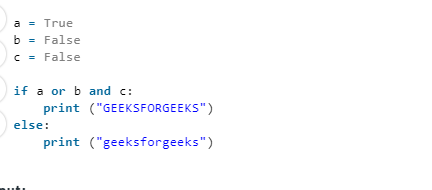 a = True
b = False
c = False
if a or b and c:
    print ("GEEKSFORGEEKS")
else:
    print ("geeksforgeeks")